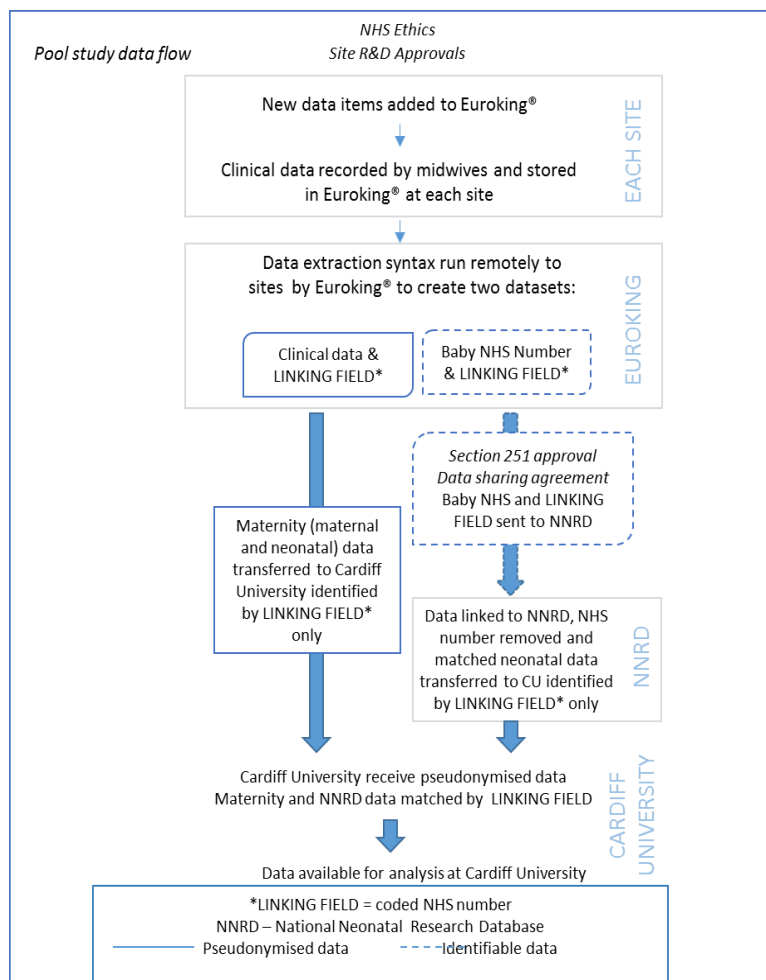 NHS Ethics
Pool study data flow
Site R&D Approvals
New data items added to Euroking®
Clinical data recorded by midwives and stored
in Euroking® at each site
EACH SITE
Data extraction syntax run remotely to
sites by Euroking® to create two datasets:
Clinical data &
LINKING FIELD*
Baby NHS Number
& LINKING FIELD*
EUROKING
Section 251 approval
Data sharing agreement
Baby NHS and LINKING
FIELD sent to NNRD
Maternity (maternal
and neonatal) data
transferred to Cardiff
University identified
by LINKING FIELD*
only
Data linked to NNRD, NHS
number removed and
matched neonatal data
transferred to CU identified
by LINKING FIELD* only
NNRD
Cardiff University receive pseudonymised data
Maternity and NNRD data matched by LINKING FIELD
Data available for analysis at Cardiff University
CARDIFF
UNIVERSITY
*LINKING FIELD = coded NHS number
NNRD – National Neonatal Research Database
Pseudonymised data
Identifiable data